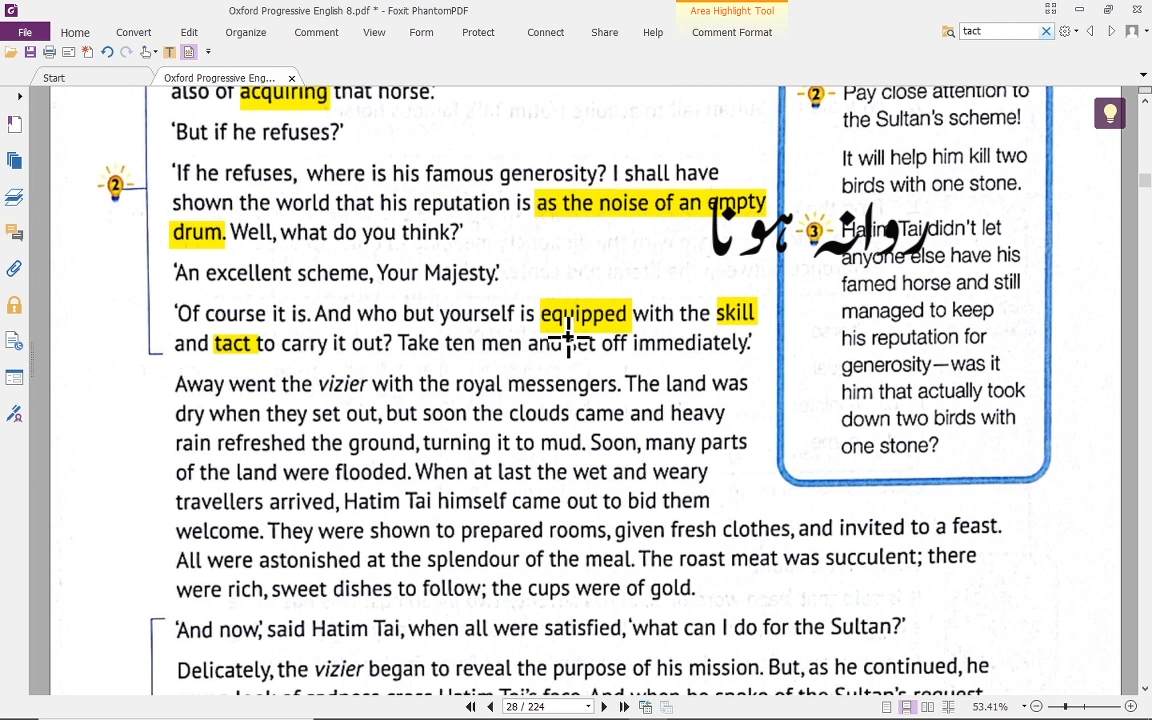 Oxford Progressive English 8.pdf * - Foxit PhantomPDF
Area Highlight Tool
File Home Convert Edit Organize Comment View Form Protect Connect Share Help Comment Format
tact
Start
Oxford Progressive Eng...
also of acquiring that horse.'
'But if he refuses?'
'If he refuses, where is his famous generosity? I shall have
shown the world that his reputation is as the noise of an empty
drum. Well, what do you think?'
'An excellent scheme, Your Majesty.'
'Of course it is. And who but yourself is equipped with the skill
and tact to carry it out? Take ten men and set off immediately.'
Away went the vizier with the royal messengers. The land was
dry when they set out, but soon the clouds came and heavy
rain refreshed the ground, turning it to mud. Soon, many parts
of the land were flooded. When at last the wet and weary
travellers arrived, Hatim Tai himself came out to bid them
welcome. They were shown to prepared rooms, given fresh clothes, and invited to a feast.
All were astonished at the splendour of the meal. The roast meat was succulent; there
were rich, sweet dishes to follow; the cups were of gold.
'And now,' said Hatim Tai, when all were satisfied, 'what can I do for the Sultan?'
Delicately, the vizier began to reveal the purpose of his mission. But, as he continued, he
2
2
Pay close attention to
the Sultan's scheme!
It will help him kill two
birds with one stone.
3
Hatim Tai didn't let
anyone else have his
famed horse and still
managed to keep
his reputation for
generosity—was it
him that actually took
down two birds with
one stone?
روانہ ہونا
28 / 224
53.41%